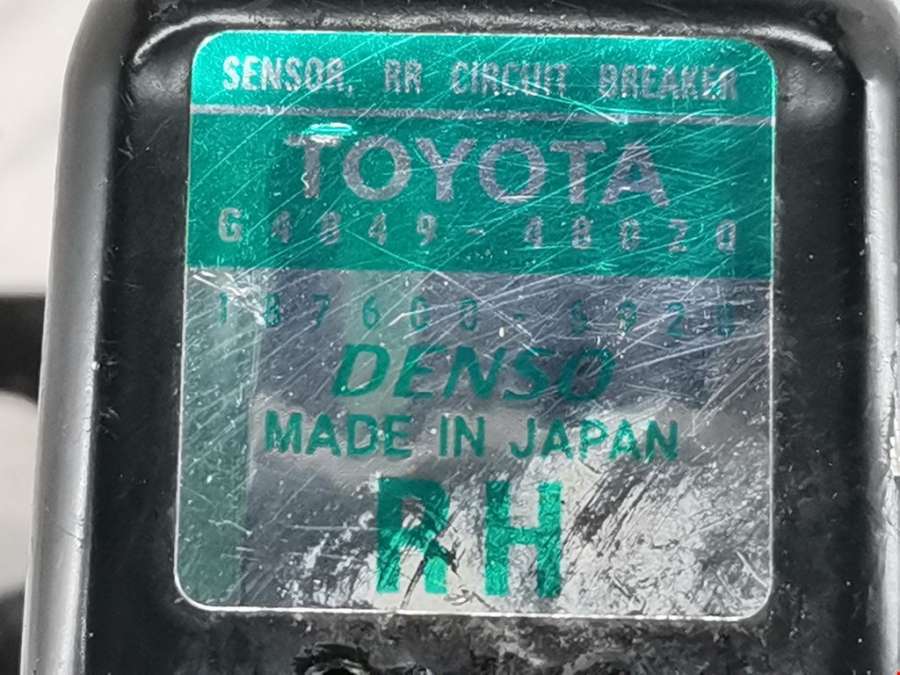 SENSOR, RR CIRCUIT BREAKER
TOYOTA
G4849-48020
DENSO
MADE IN JAPAN
RH